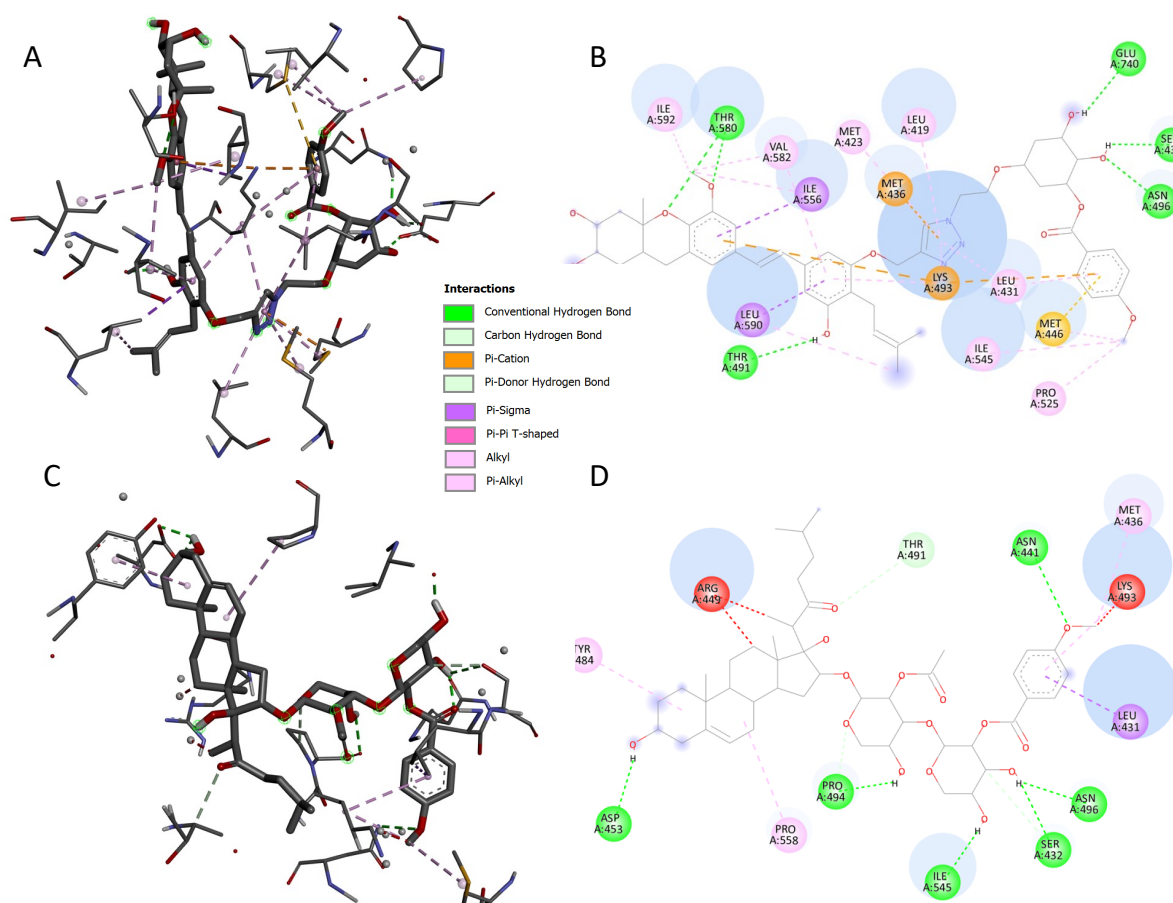 A
B
GLU
A:740
ILE
A:592
THR
A:580
LEU
A:419
MET
A:423
VAL
A:582
MET
A:436
ILE
A:556
ASN
A:496
H
O
H
O
O
O
O
N
N
N
O
O
O
O
O
O
O
LYS
A:493
LEU
A:431
LEU
A:590
MET
A:446
ILE
A:545
THR
A:491
O
H
O
PRO
A:525
Interactions
Conventional Hydrogen Bond
Carbon Hydrogen Bond
Pi-Cation
Pi-Donor Hydrogen Bond
Pi-Sigma
Pi-Pi T-shaped
Alkyl
Pi-Alkyl
C
D
MET
A:436
THR
A:491
ASN
A:441
ARG
A:449
LYS
A:493
O
O
O
O
O
O
A:484
LEU
A:431
O
O
O
O
O
O
O
O
H
PRO
A:494
O
H
O
H
ASN
A:496
ASP
A:453
PRO
A:558
O
H
SER
A:432
ILE
A:545